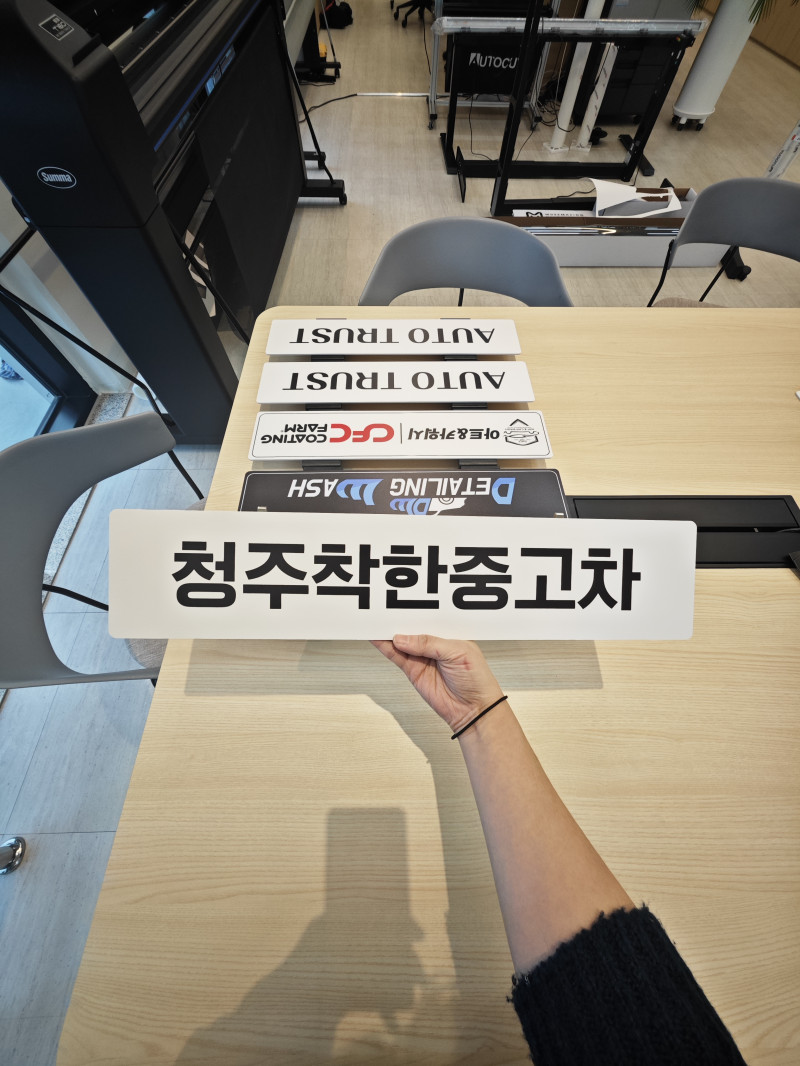 Summa
AUTOCUT
AUTO TRUST
AUTO TRUST
COATING FARM CFC | 아트&카워시
DETAILING WASH
청주착한중고차